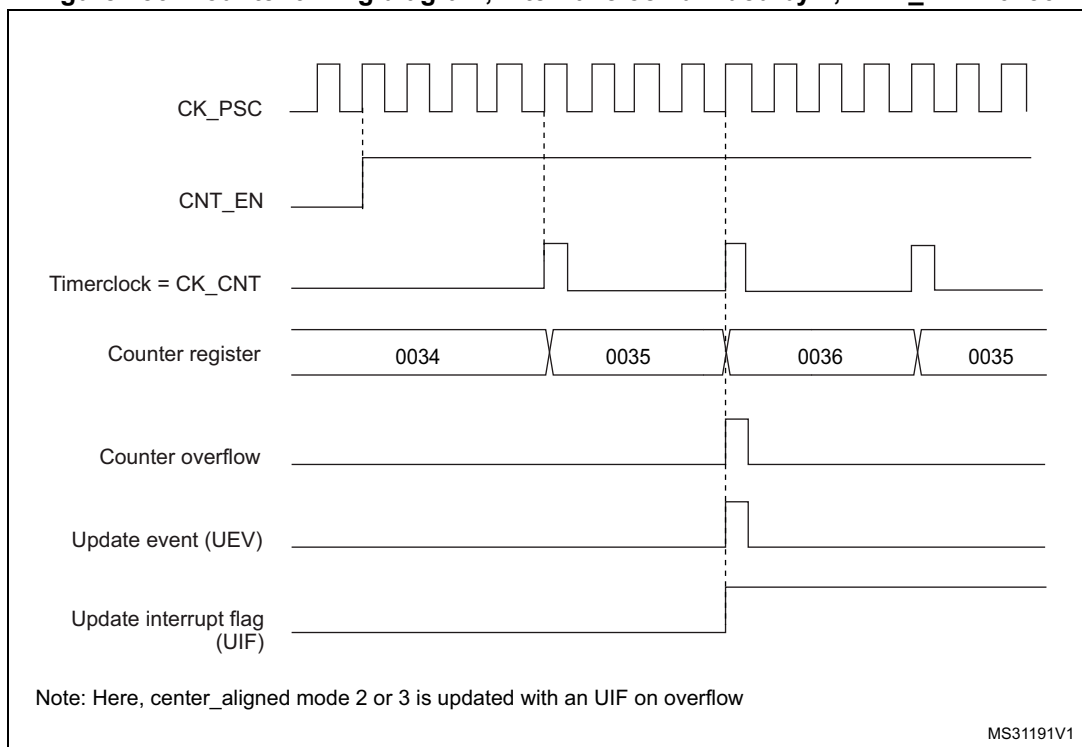 CK_PSC
CNT_EN
Timerclock = CK_CNT
Counter register
0034
0035
0036
0035
Counter overflow
Update event (UEV)
Update interrupt flag
(UIF)
Note: Here, center_aligned mode 2 or 3 is updated with an UIF on overflow
MS31191V1